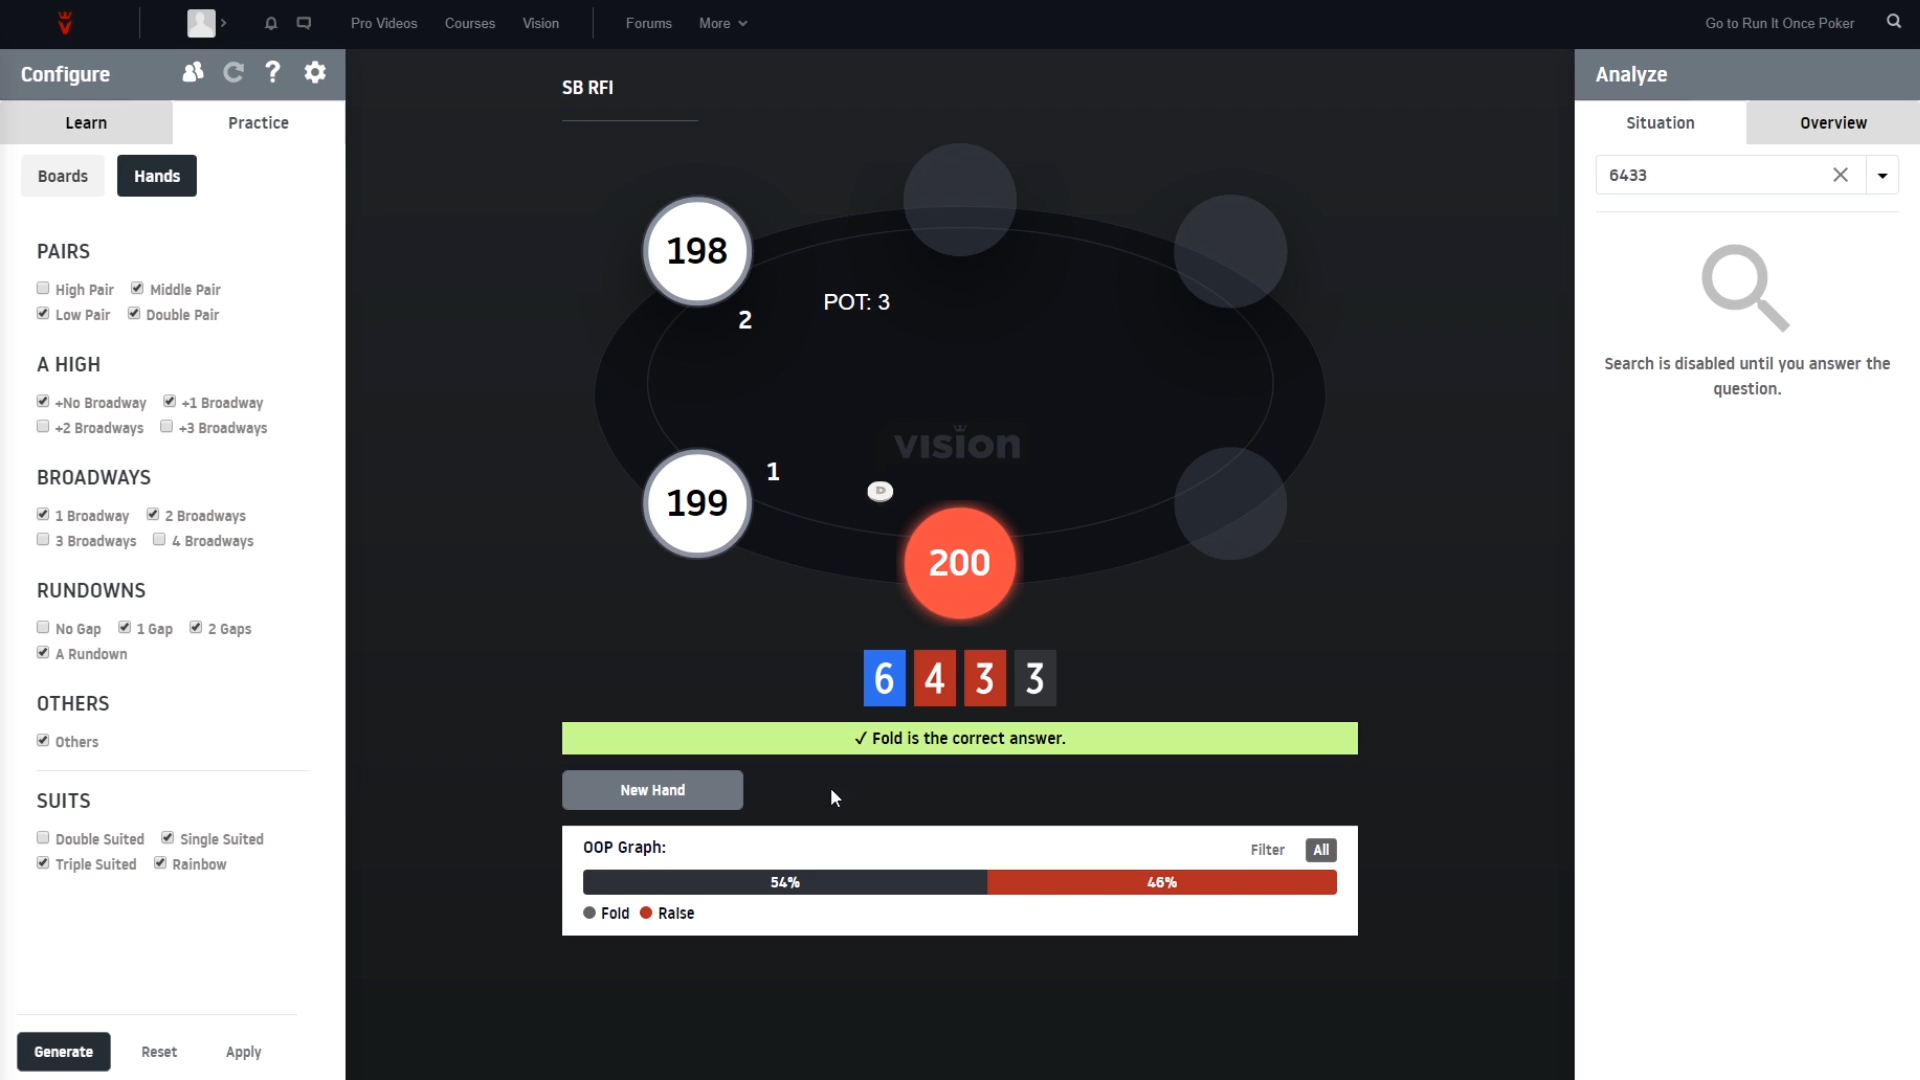 Pro Videos Courses Vision Forums More Go to Run It Once Poker
Configure
?
Learn Practice
Boards Hands
PAIRS
High Pair Middle Pair
Low Pair Double Pair
A HIGH
+No Broadway +1 Broadway
+2 Broadways +3 Broadways
BROADWAYS
1 Broadway 2 Broadways
3 Broadways 4 Broadways
RUNDOWNS
No Gap 1 Gap 2 Gaps
A Rundown
OTHERS
Others
SUITS
Double Suited Single Suited
Triple Suited Rainbow
Generate Reset Apply
SB RFI
198
POT: 3
2
vision
1
199
D
200
6 4 3 3
✓ Fold is the correct answer.
New Hand
OOP Graph: Filter All
54% 46%
Fold Raise
Analyze
Situation Overview
6433
Search is disabled until you answer the
question.